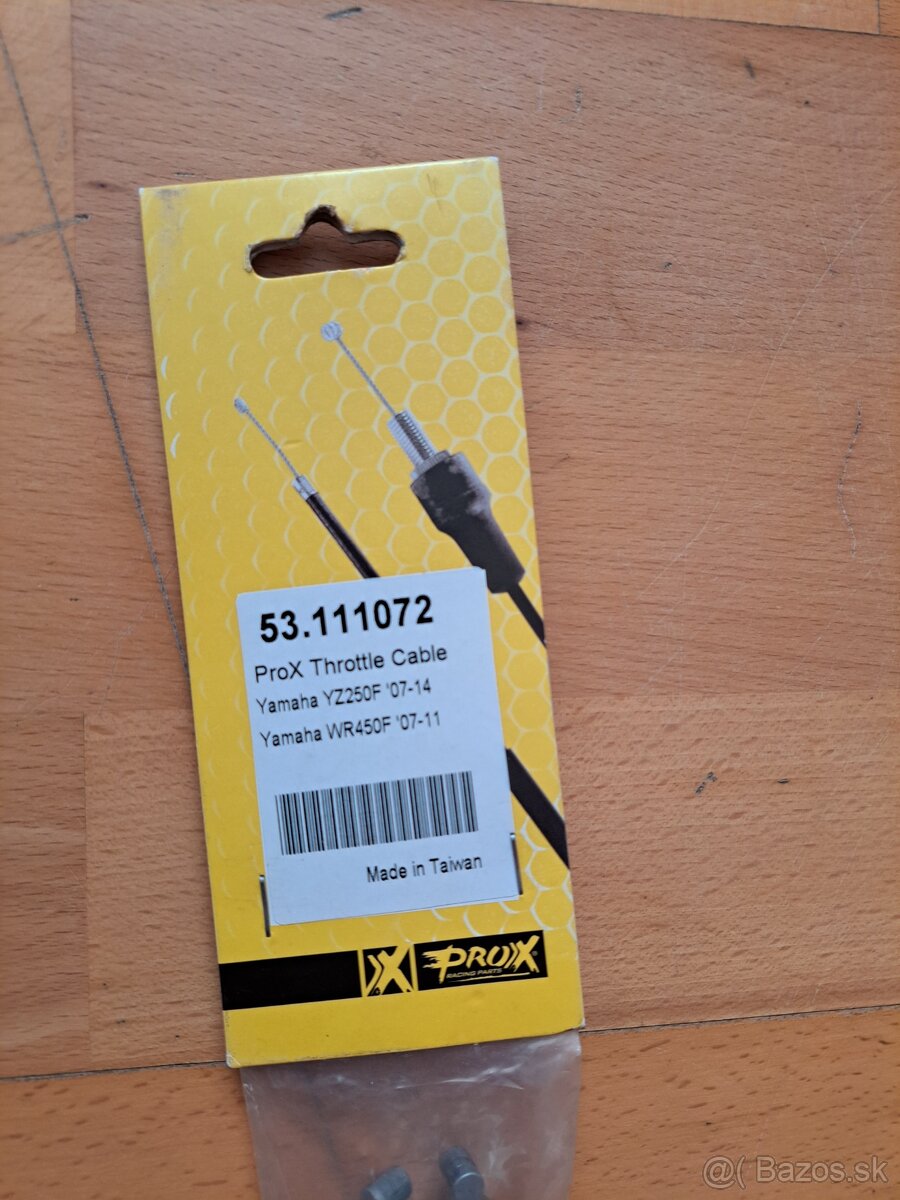 53.111072
ProX Throttle Cable
Yamaha YZ250F '07-14
Yamaha WR450F '07-11
Made in Taiwan
X PROX®
RACING PARTS
@( Bazos.sk